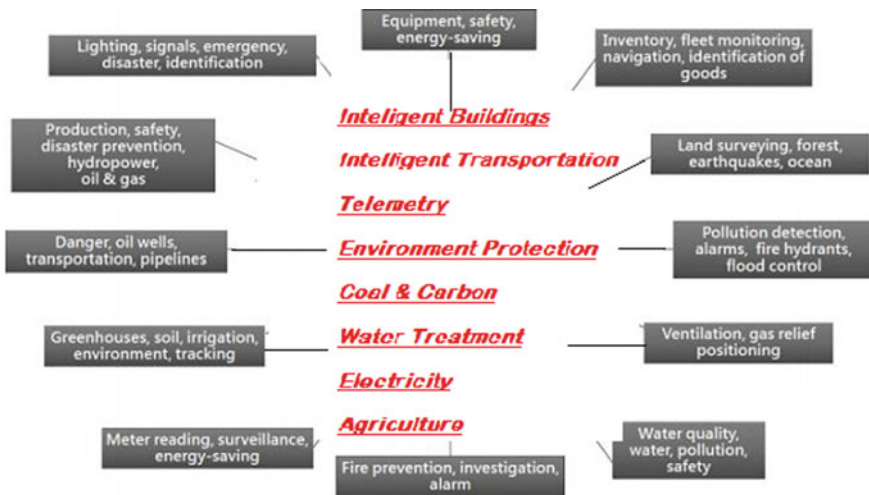 Equipment, safety,
energy-saving
Lighting, signals, emergency,
disaster, identification
Inventory, fleet monitoring,
navigation, identification of
goods
Inteligent Buildings
Production, safety,
disaster prevention,
hydropower,
oil & gas
Intelligent Transportation
Land surveying, forest,
earthquakes, ocean
Telemetry
Danger, oil wells,
transportation, pipelines
Environment Protection
Pollution detection,
alarms, fire hydrants,
flood control
Coal & Carbon
Greenhouses, soil, irrigation,
environment, tracking
Water Treatment
Ventilation, gas relief
positioning
Electricity
Agriculture
Meter reading, surveillance,
energy-saving
Fire prevention, investigation,
alarm
Water quality,
water, pollution,
safety